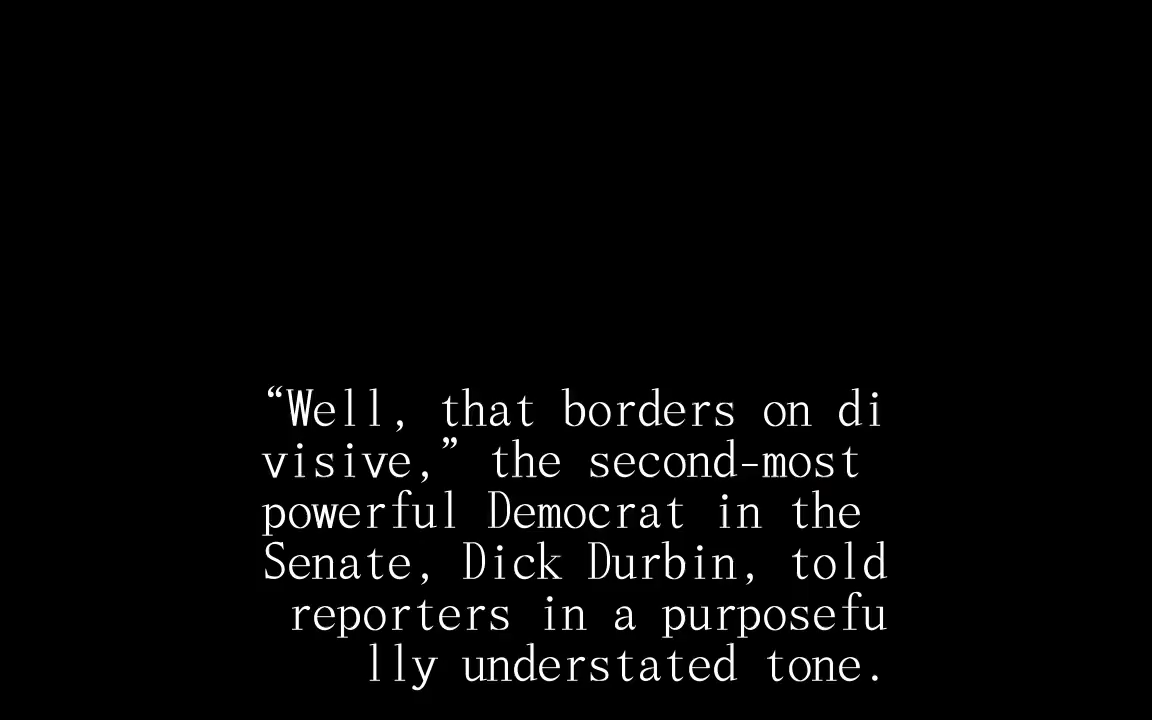 “Well, that borders on di
visive,” the second-most
powerful Democrat in the
Senate, Dick Durbin, told
reporters in a purposefu
lly understated tone.